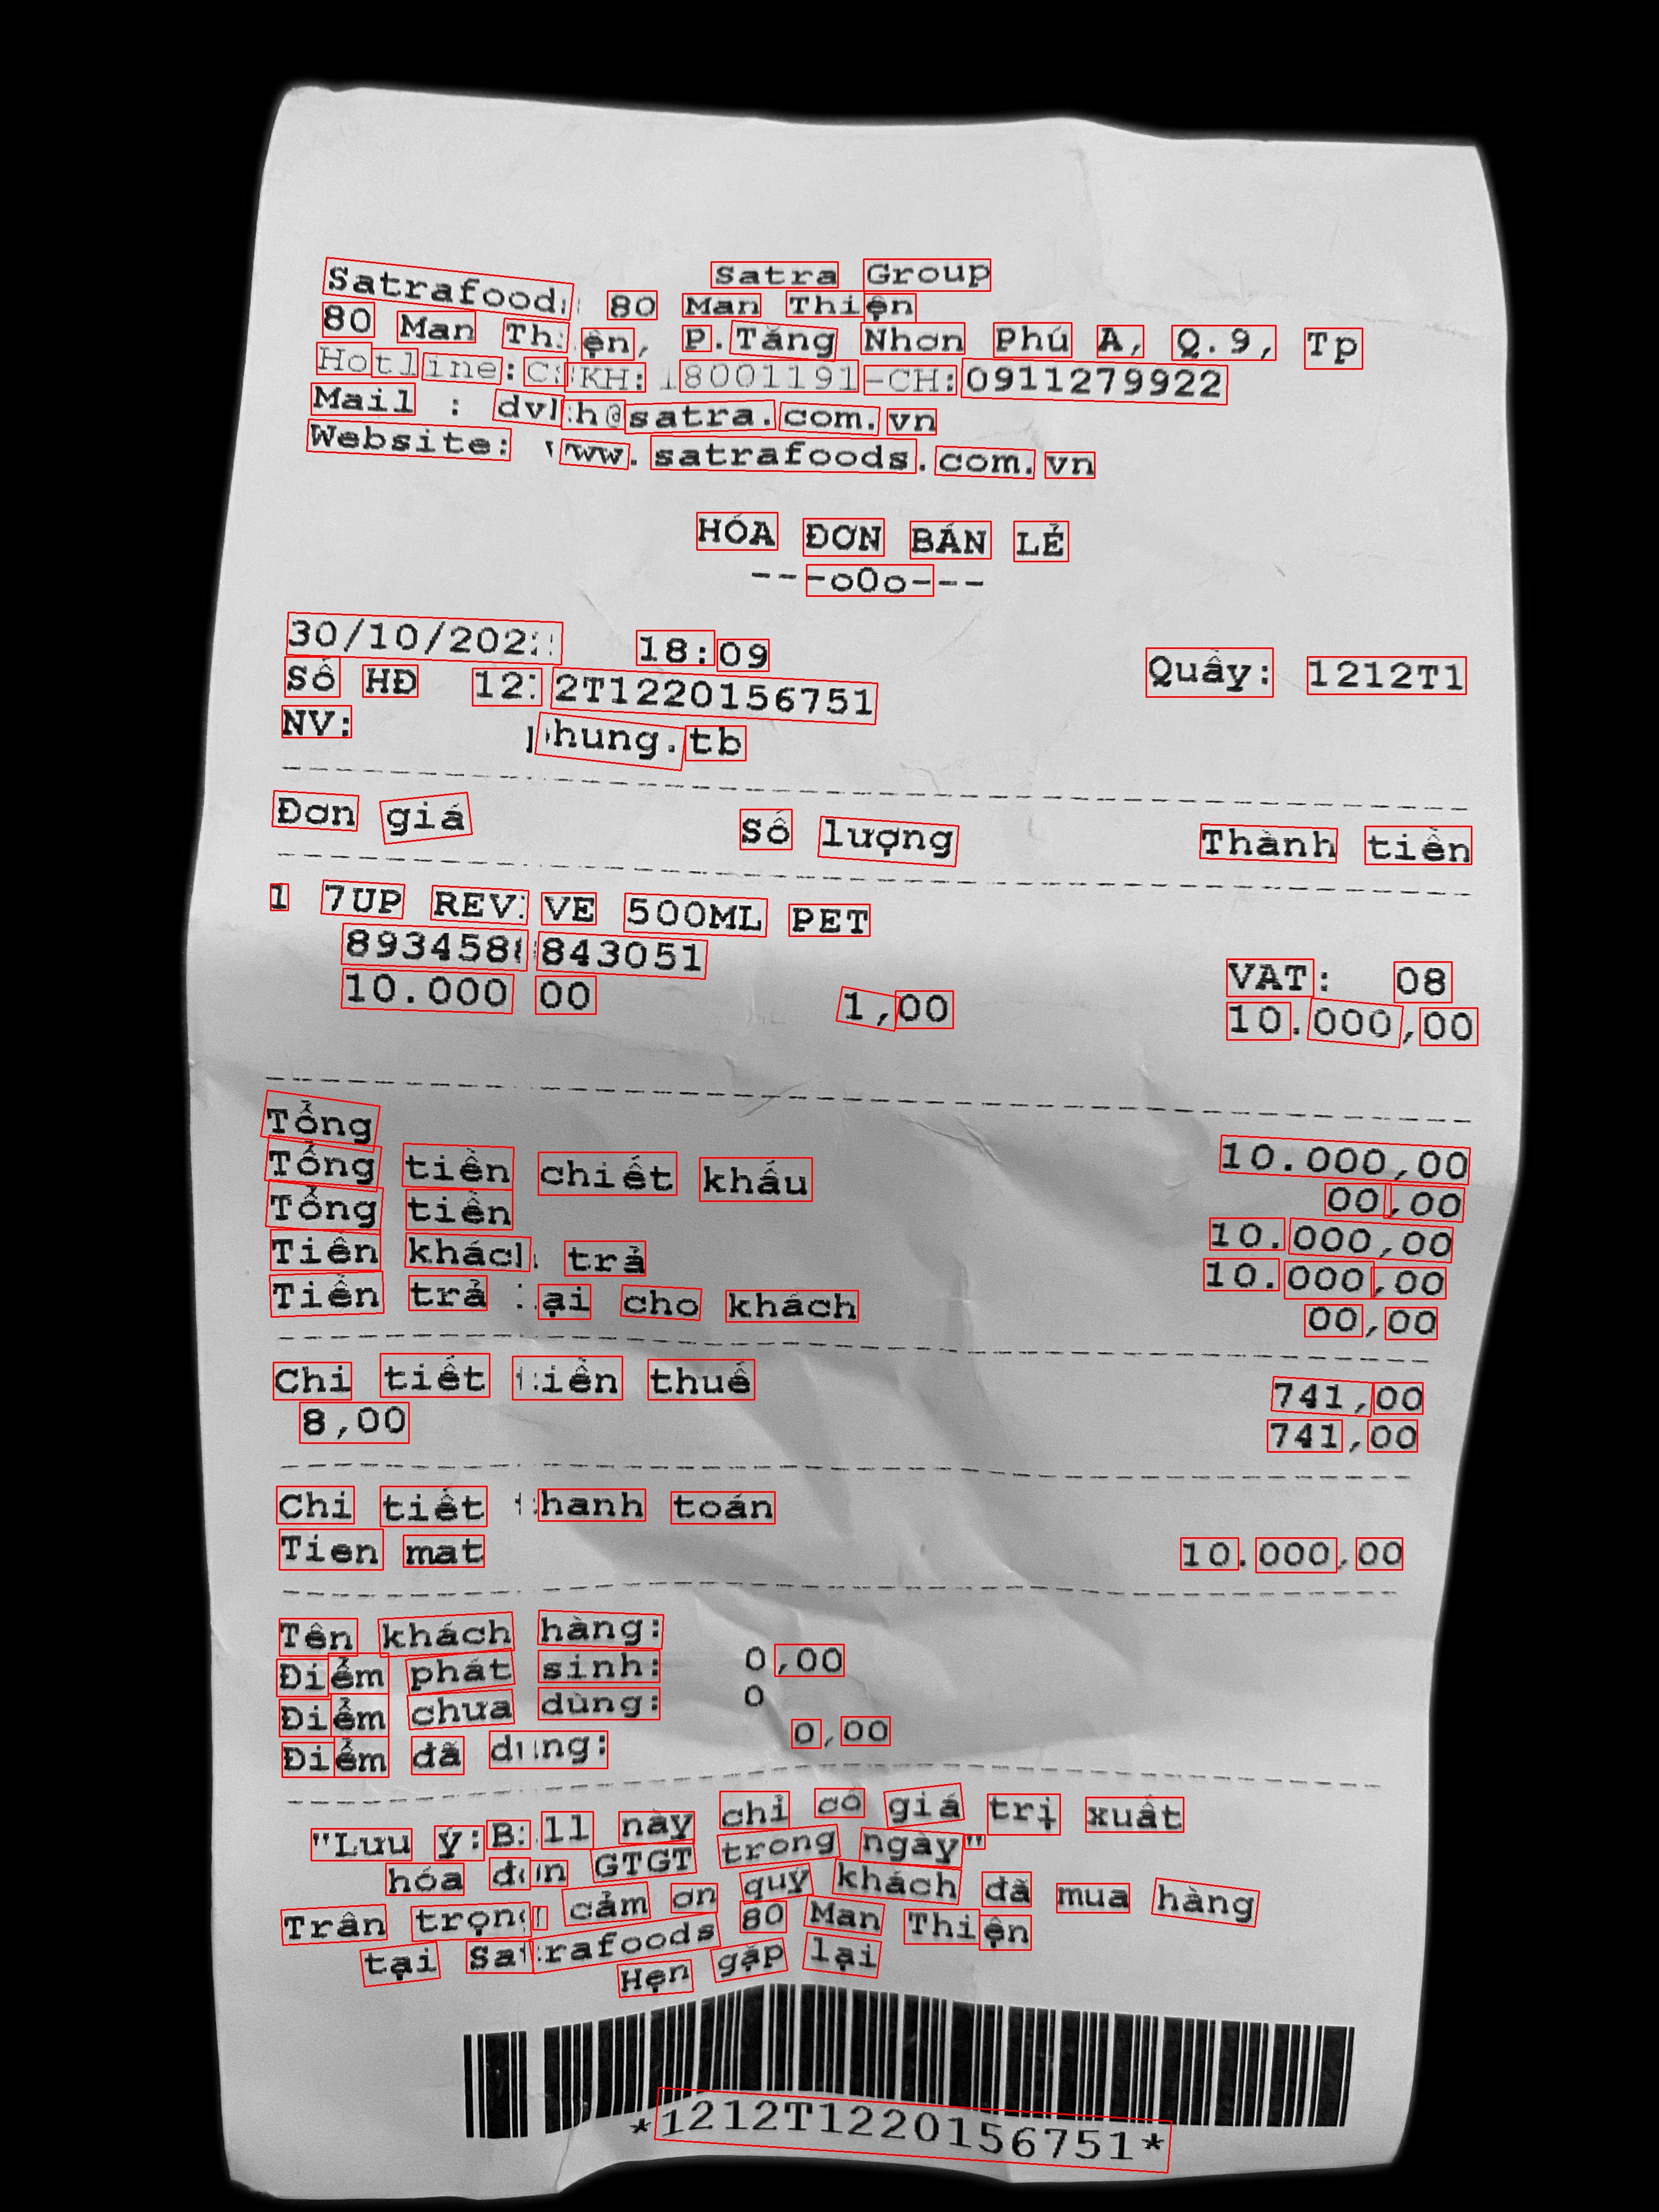 Satra Group
Satrafoods 80 Man Thiện
80 Man Thiện, P.Tăng Nhơn Phú A, Q.9, Tp
Hotline:CSKH: 18001191-CH:0911279922
Mail : dvkh@satra.com.vn
Website: www.satrafoods.com.vn
HÓA ĐƠN BÁN LẺ
---oOo---
30/10/202 18:09
Số HĐ 1212T1220156751 Quầy: 1212T1
NV: phung.tb
Đơn giá Số lượng Thành tiền
1 7UP REVIVE 500ML PET
8934588843051 VAT: 08
10.000 00 1,00 10.000,00
Tổng 10.000,00
Tổng tiền chiết khấu 00,00
Tổng tiền 10.000,00
Tiền khách trả 10.000,00
Tiền trả lại cho khách 00,00
Chi tiết tiền thuế 741,00
8,00 741,00
Chi tiết thanh toán
Tien mat 10.000,00
Tên khách hàng:
Điểm phát sinh: 0,00
Điểm chưa dùng: 0
Điểm đã dùng: 0,00
"Lưu ý:Bill này chỉ có giá trị xuất
hóa đơn GTGT trong ngày"
Trân trọng cảm ơn quý khách đã mua hàng
tại Satrafoods 80 Man Thiện
Hẹn gặp lại
*1212T1220156751*